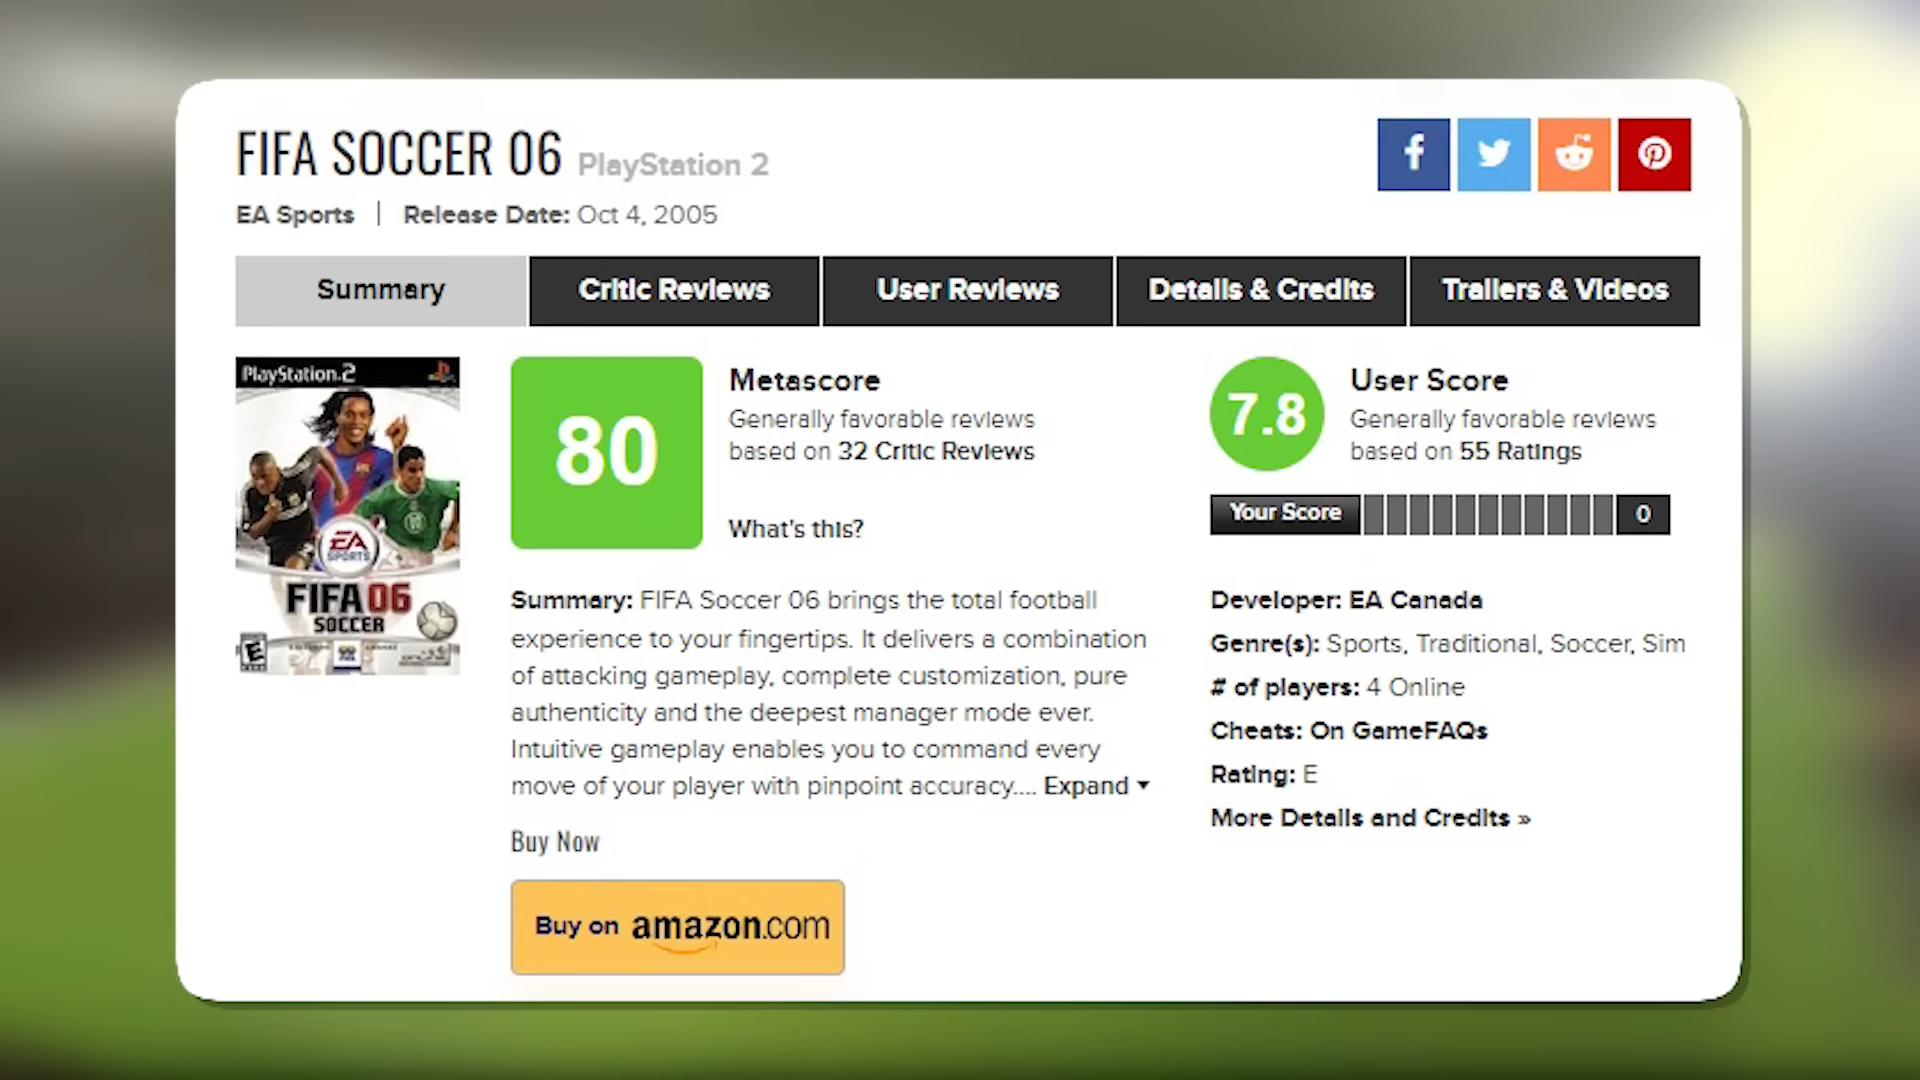 FIFA SOCCER 06 PlayStation 2
EA Sports | Release Date: Oct 4, 2005
Summary
Critic Reviews
User Reviews
Details & Credits
Trailers & Videos
PlayStation.2
EA
SPORTS
FIFA 06
SOCCER
E
80
Metascore
Generally favorable reviews
based on 32 Critic Reviews
What's this?
7.8
User Score
Generally favorable reviews
based on 55 Ratings
Your Score
0
Summary: FIFA Soccer 06 brings the total football
experience to your fingertips. It delivers a combination
of attacking gameplay, complete customization, pure
authenticity and the deepest manager mode ever.
Intuitive gameplay enables you to command every
move of your player with pinpoint accuracy.... Expand ▼
Buy Now
Buy on amazon.com
Developer: EA Canada
Genre(s): Sports, Traditional, Soccer, Sim
# of players: 4 Online
Cheats: On GameFAQs
Rating: E
More Details and Credits »